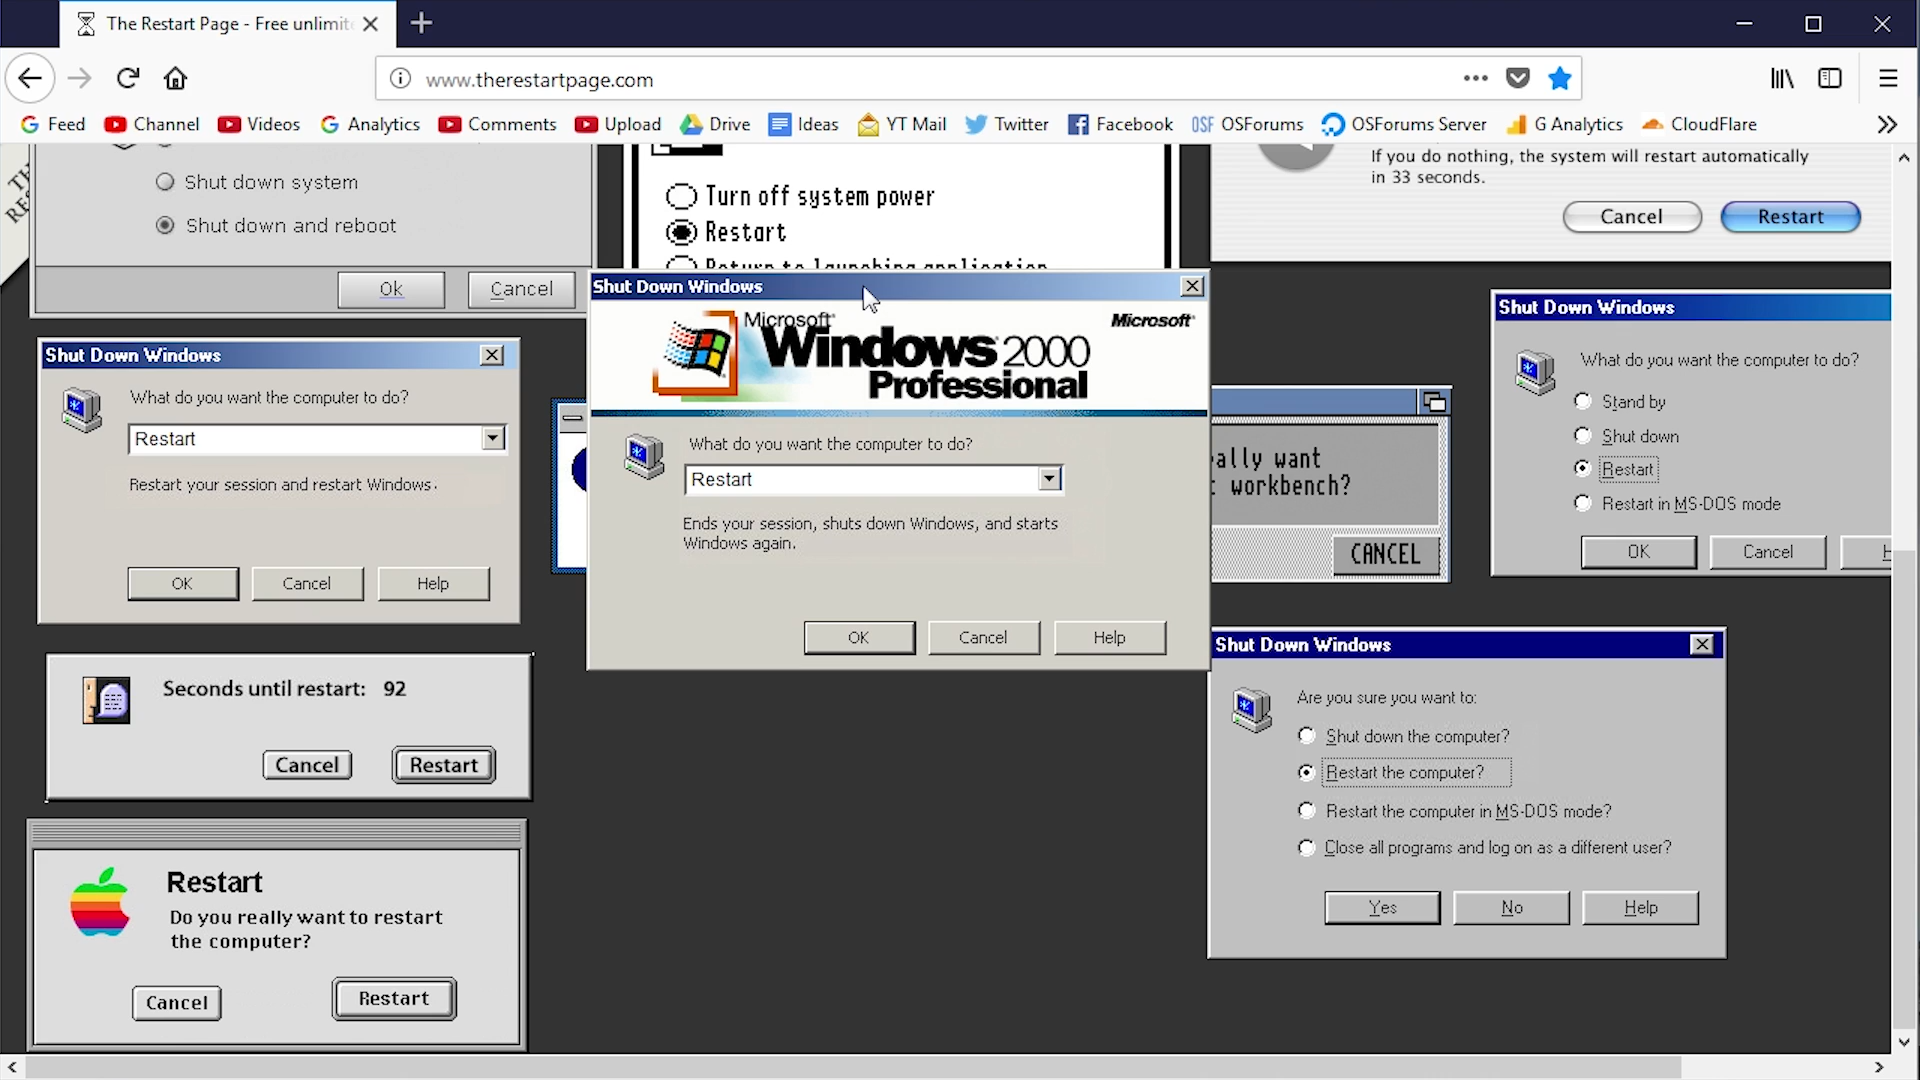 The Restart Page - Free unlimite
www.therestartpage.com
Feed Channel Videos Analytics Comments Upload Drive Ideas YT Mail Twitter Facebook OSForums OSForums Server G Analytics CloudFlare
Shut down system
Shut down and reboot
Ok Cancel
Turn off system power
Restart
Return to launching application
If you do nothing, the system will restart automatically
in 33 seconds.
Cancel Restart
Shut Down Windows
What do you want the computer to do?
Restart
Restart your session and restart Windows.
OK Cancel Help
Shut Down Windows
Microsoft
Windows 2000
Professional
Microsoft
What do you want the computer to do?
Restart
Ends your session, shuts down Windows, and starts
Windows again.
OK Cancel Help
want
workbench?
CANCEL
Shut Down Windows
What do you want the computer to do?
Stand by
Shut down
Restart
Restart in MS-DOS mode
OK Cancel
Seconds until restart: 92
Cancel Restart
Restart
Do you really want to restart
the computer?
Cancel Restart
Shut Down Windows
Are you sure you want to:
Shut down the computer?
Restart the computer?
Restart the computer in MS-DOS mode?
Close all programs and log on as a different user?
Yes No Help